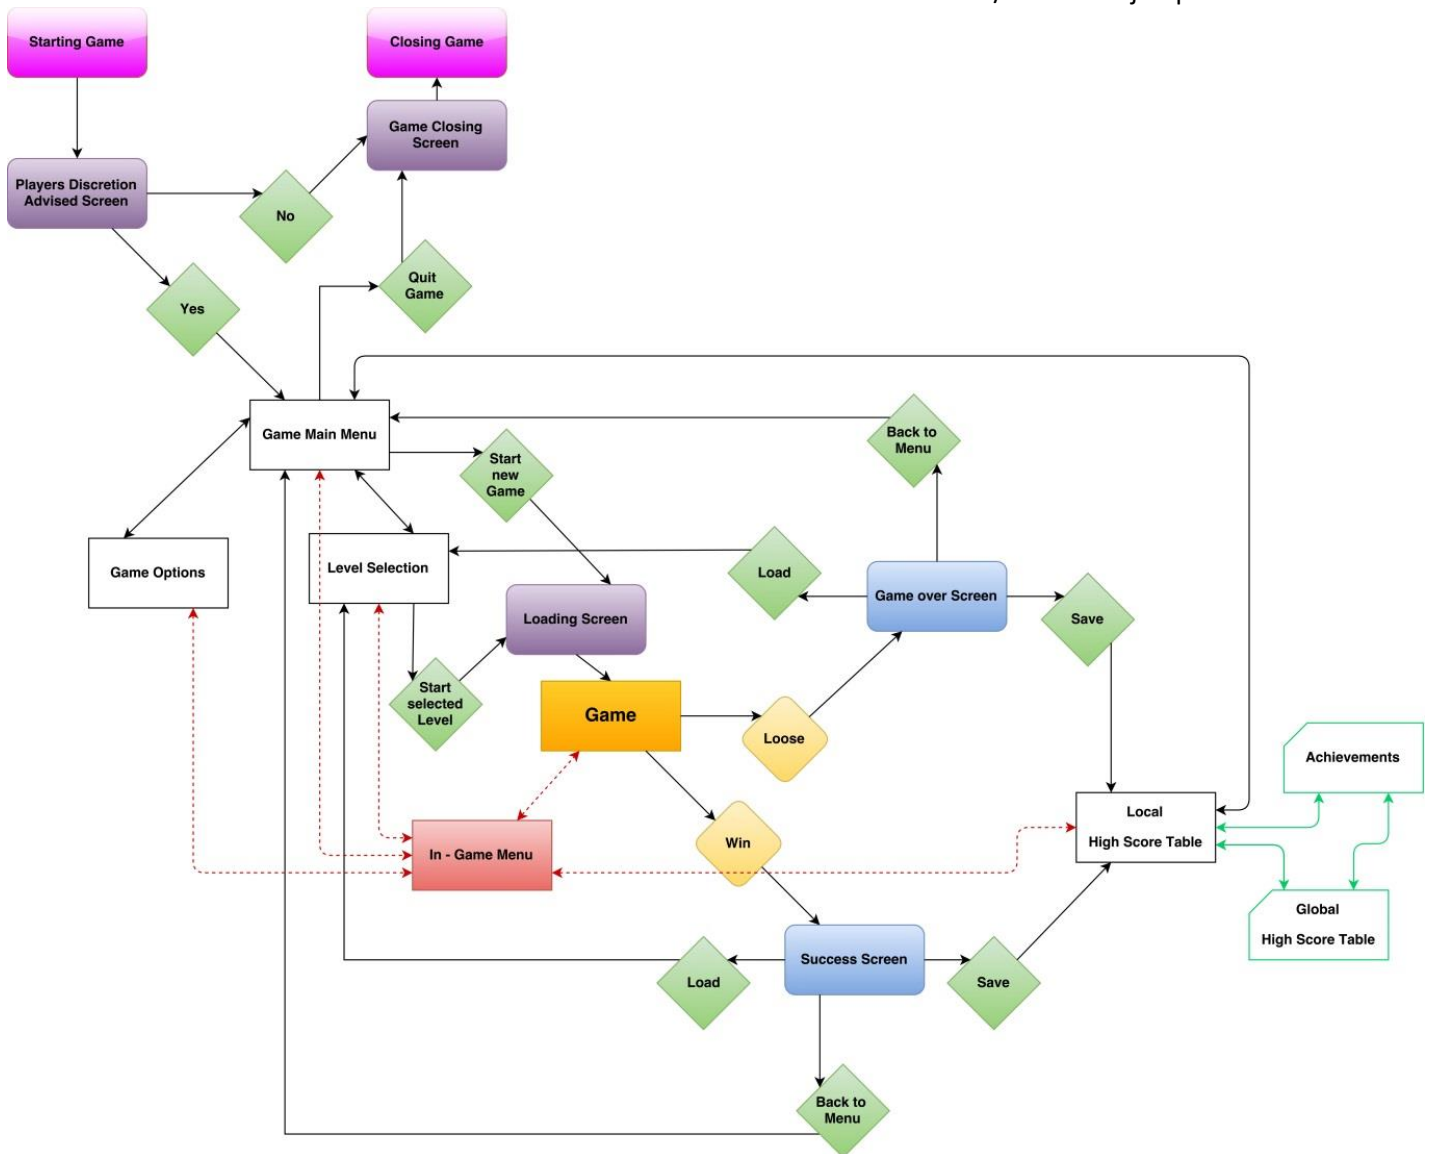 Starting Game
Closing Game
Game Closing
Screen
Players Discretion
Advised Screen
No
Quit
Game
Yes
Game Main Menu
Back to
Menu
Start
new
Game
Game Options
Level Selection
Load
Game over Screen
Loading Screen
Save
Start
selected
Level
Game
Loose
Achievements
Local
High Score Table
Win
In - Game Menu
Global
High Score Table
Load
Success Screen
Save
Back to
Menu